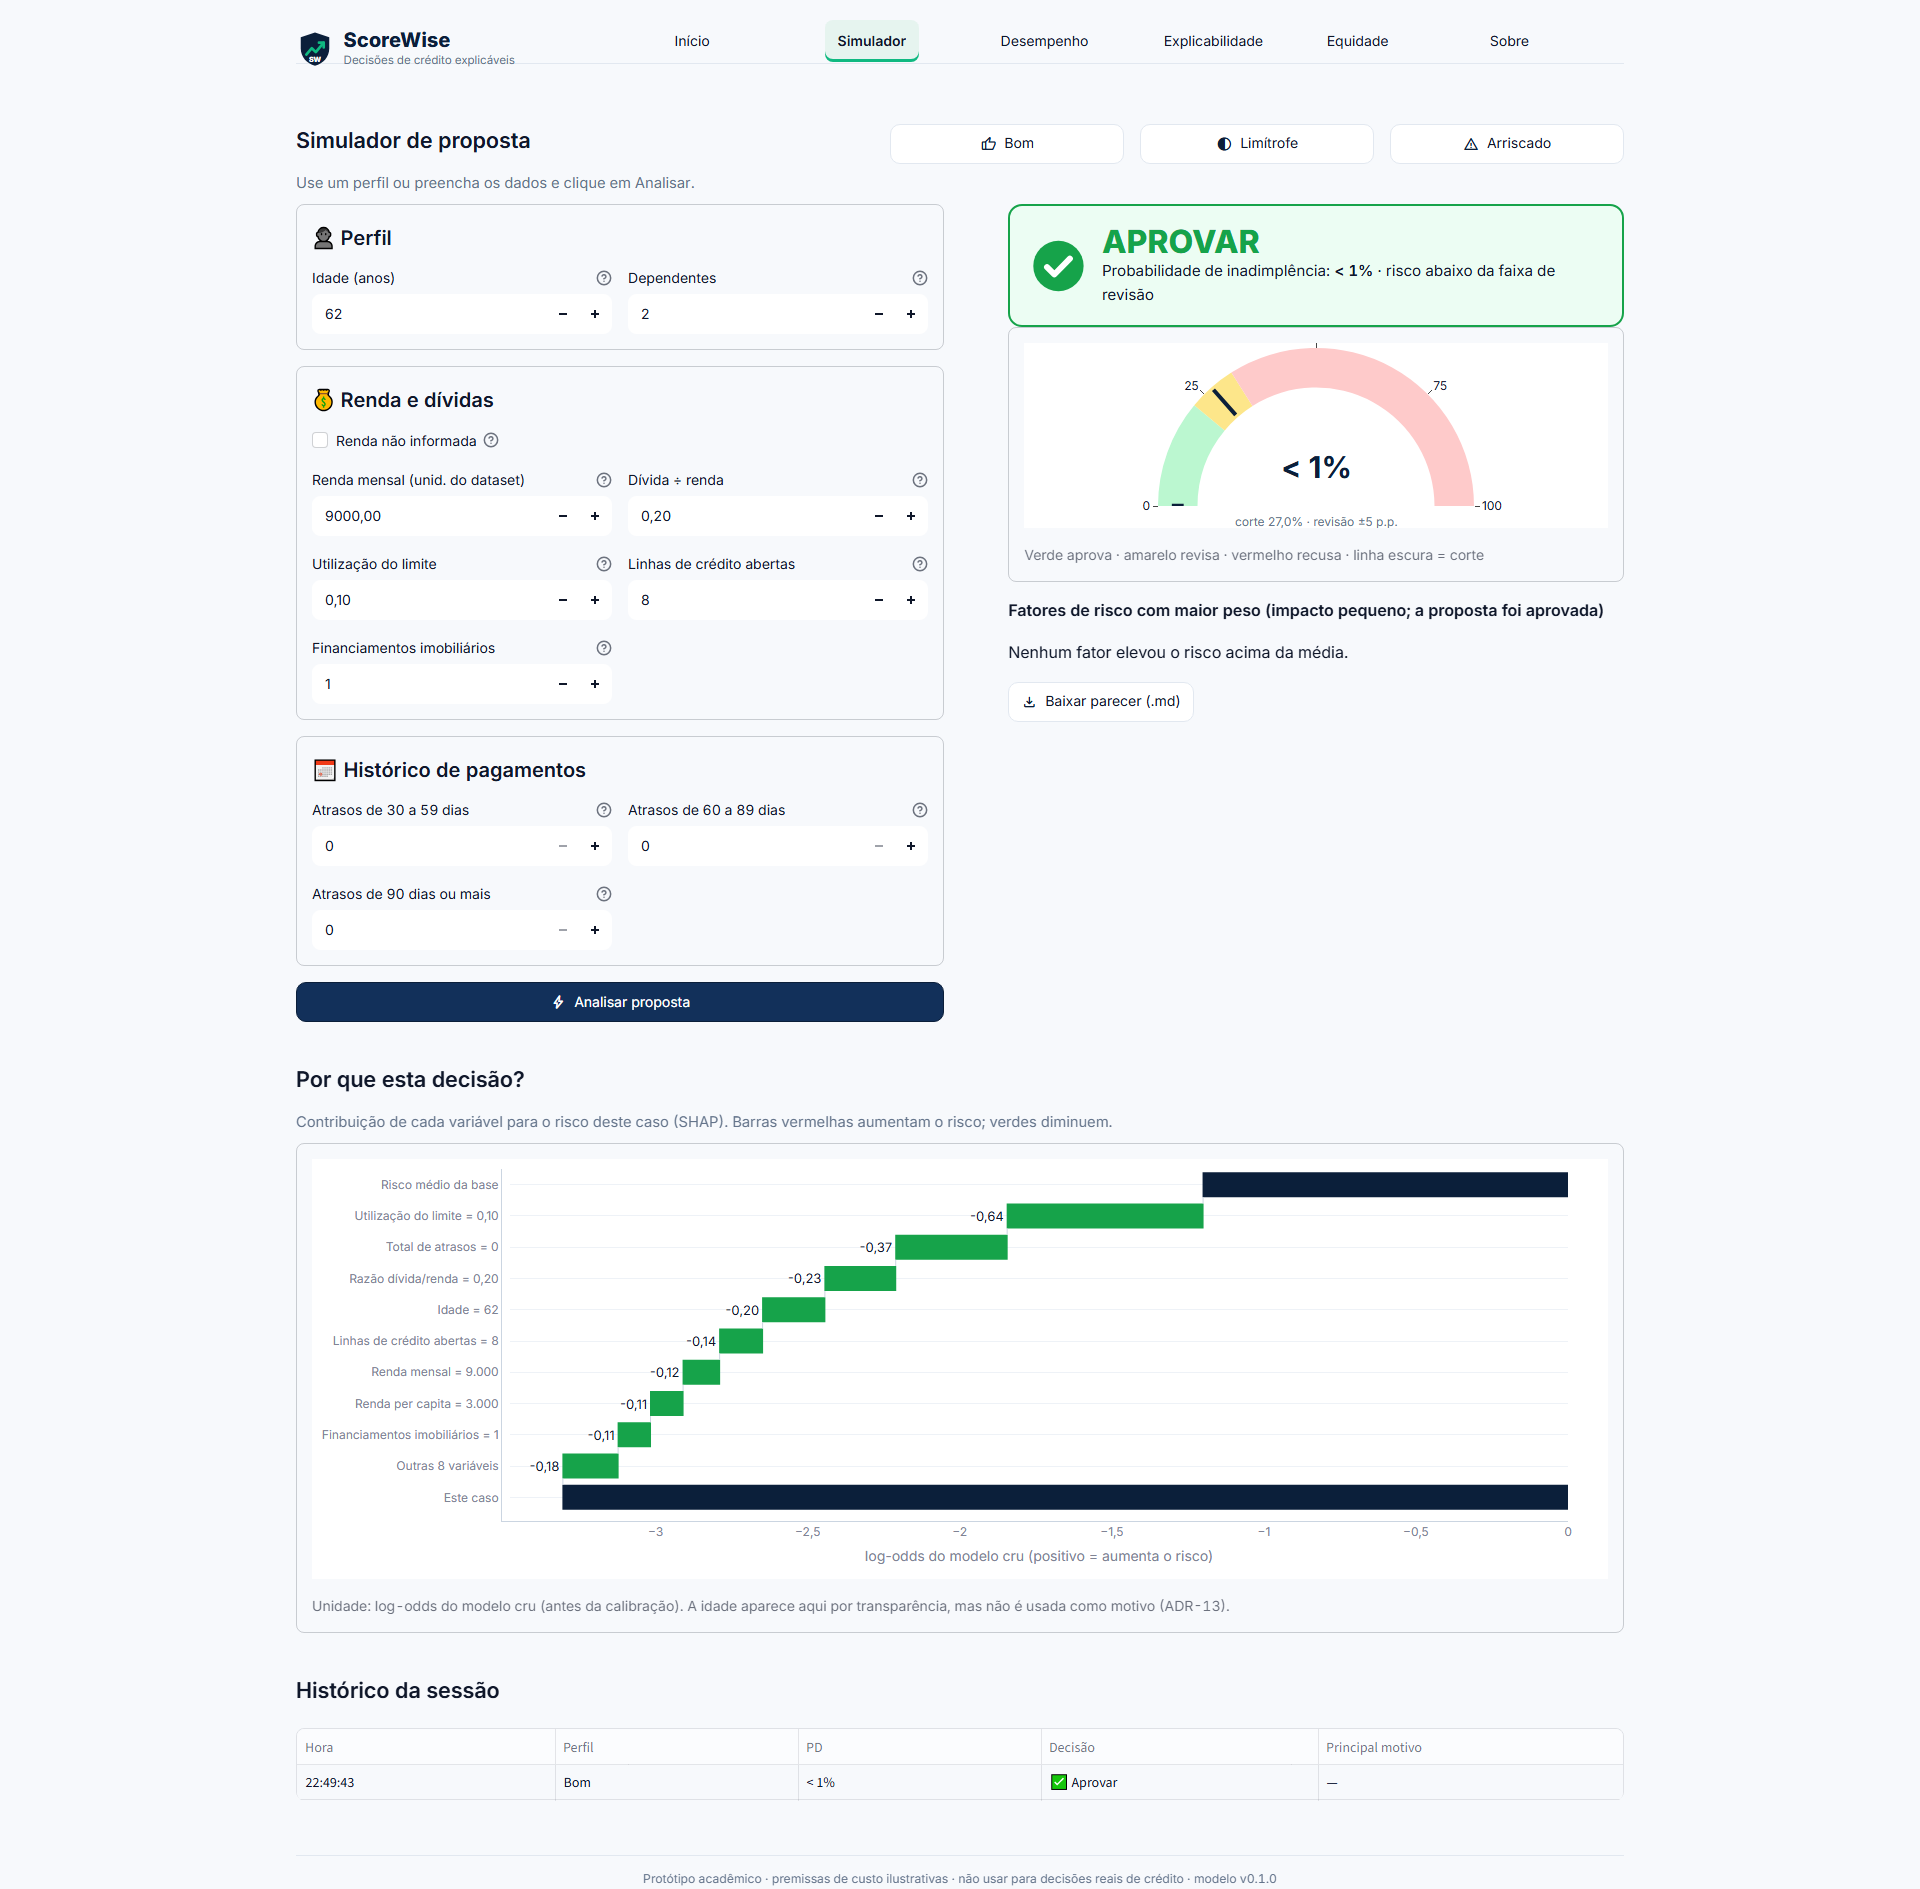 ScoreWise
Decisões de crédito explicáveis
SW
Início
Simulador
Desempenho
Explicabilidade
Equidade
Sobre
Simulador de proposta
Bom
Limítrofe
Arriscado
Use um perfil ou preencha os dados e clique em Analisar.
Perfil
Idade (anos)
Dependentes
62
2
Renda e dívidas
Renda não informada
Renda mensal (unid. do dataset)
Dívida ÷ renda
9000,00
0,20
Utilização do limite
Linhas de crédito abertas
0,10
8
Financiamentos imobiliários
1
Histórico de pagamentos
Atrasos de 30 a 59 dias
Atrasos de 60 a 89 dias
0
0
Atrasos de 90 dias ou mais
0
Analisar proposta
APROVAR
Probabilidade de inadimplência: < 1% · risco abaixo da faixa de
revisão
25
75
< 1%
0
100
corte 27,0% · revisão ±5 p.p.
Verde aprova · amarelo revisa · vermelho recusa · linha escura = corte
Fatores de risco com maior peso (impacto pequeno; a proposta foi aprovada)
Nenhum fator elevou o risco acima da média.
Baixar parecer (.md)
Por que esta decisão?
Contribuição de cada variável para o risco deste caso (SHAP). Barras vermelhas aumentam o risco; verdes diminuem.
Risco médio da base
Utilização do limite = 0,10
-0,64
Total de atrasos = 0
-0,37
Razão dívida/renda = 0,20
-0,23
Idade = 62
-0,20
Linhas de crédito abertas = 8
-0,14
Renda mensal = 9.000
-0,12
Renda per capita = 3.000
-0,11
Financiamentos imobiliários = 1
-0,11
Outras 8 variáveis
-0,18
Este caso
−3
−2,5
−2
−1,5
−1
−0,5
0
log-odds do modelo cru (positivo = aumenta o risco)
Unidade: log-odds do modelo cru (antes da calibração). A idade aparece aqui por transparência, mas não é usada como motivo (ADR-13).
Histórico da sessão
Hora
Perfil
PD
Decisão
Principal motivo
22:49:43
Bom
< 1%
Aprovar
—
Protótipo acadêmico · premissas de custo ilustrativas · não usar para decisões reais de crédito · modelo v0.1.0